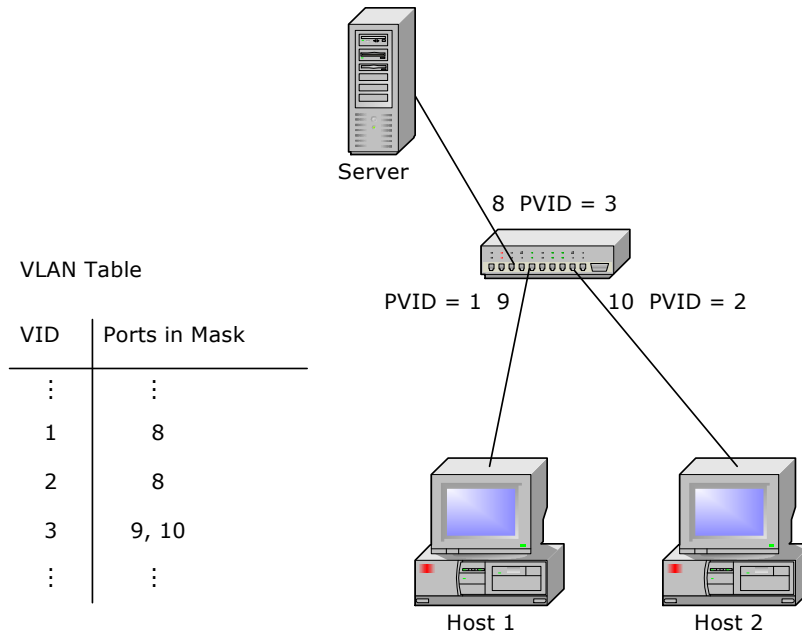 Server
8 PVID = 3
VLAN Table
PVID = 1 9
10 PVID = 2
VID Ports in Mask
⋮ ⋮
1 8
2 8
3 9, 10
⋮ ⋮
Host 1
Host 2